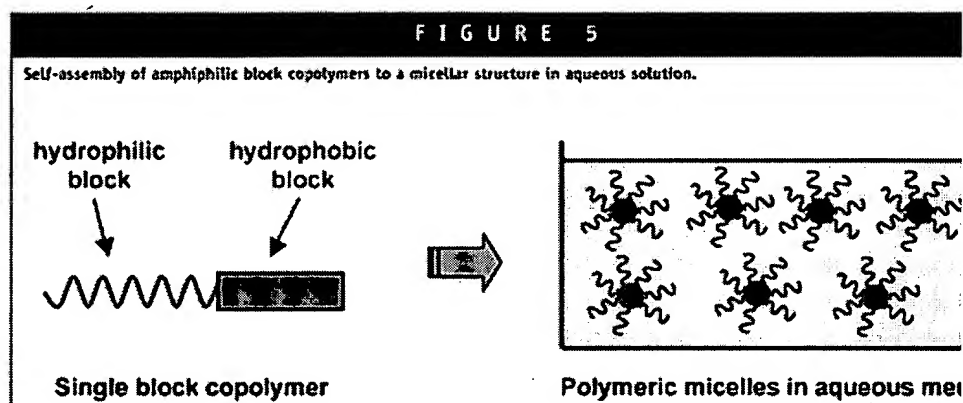 FIGURE 5
Self-assembly of amphiphilic block copolymers to a micellar structure in aqueous solution.
hydrophilic
block
hydrophobic
block
Single block copolymer
Polymeric micelles in aqueous